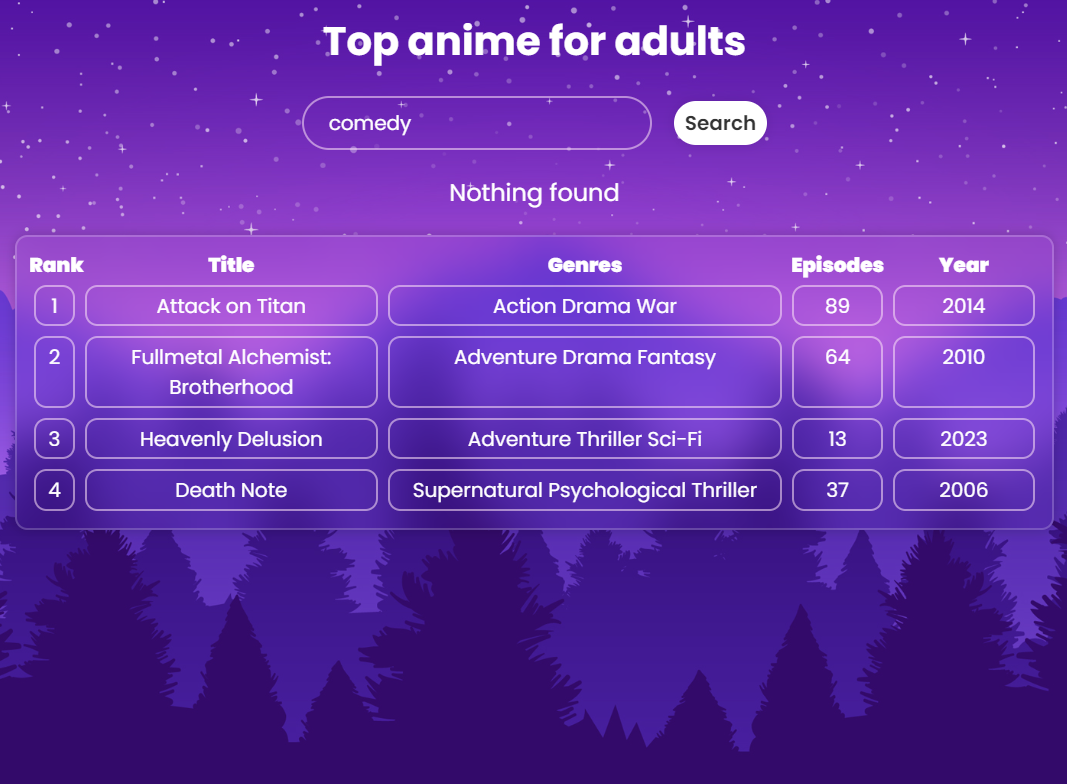 Top anime for adults
comedy
Search
Nothing found
Rank Title Genres Episodes Year
1 Attack on Titan Action Drama War 89 2014
2 Fullmetal Alchemist: Adventure Drama Fantasy 64 2010
Brotherhood
3 Heavenly Delusion Adventure Thriller Sci-Fi 13 2023
4 Death Note Supernatural Psychological Thriller 37 2006